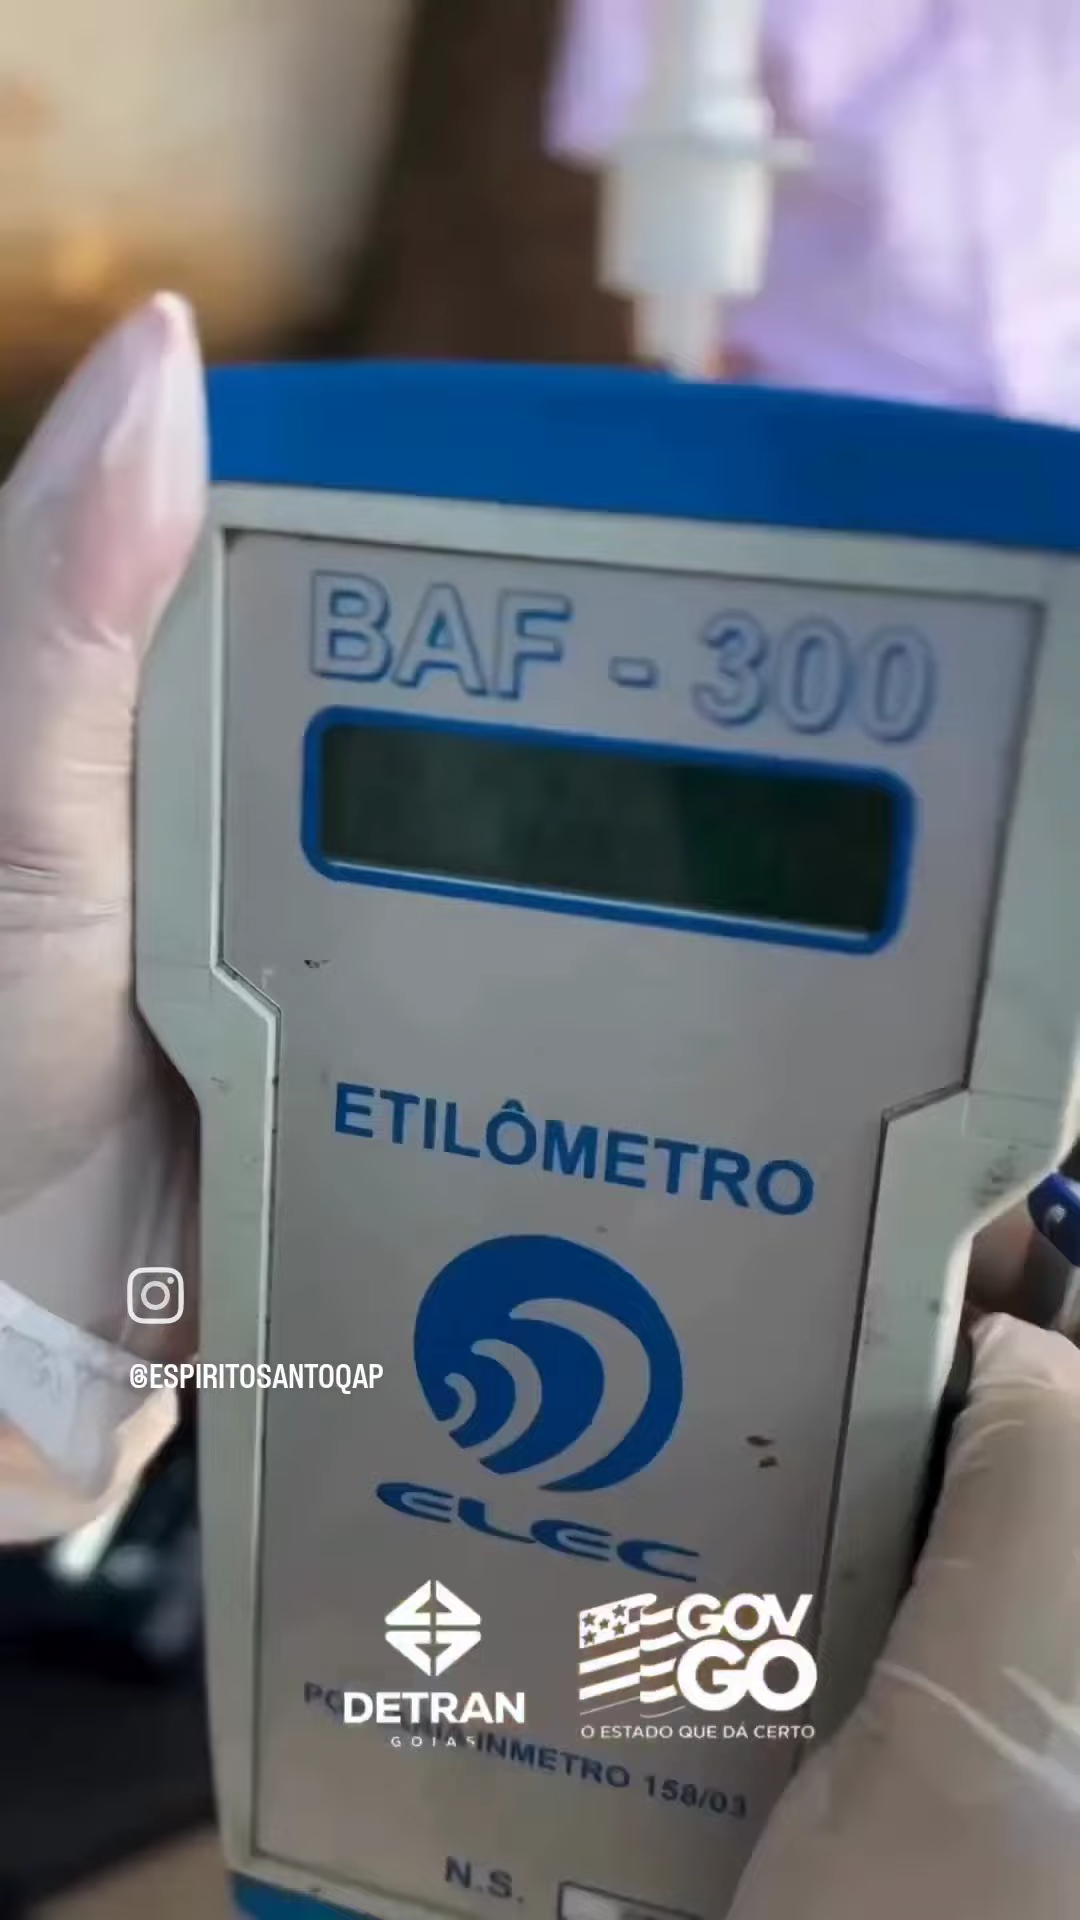 BAF - 300
ETILÔMETRO
@ESPIRITOSANTOQAP
ELEC
DETRAN
GOIÁS
GOV
GO
O ESTADO QUE DÁ CERTO
INMETRO 158/03
N.S.